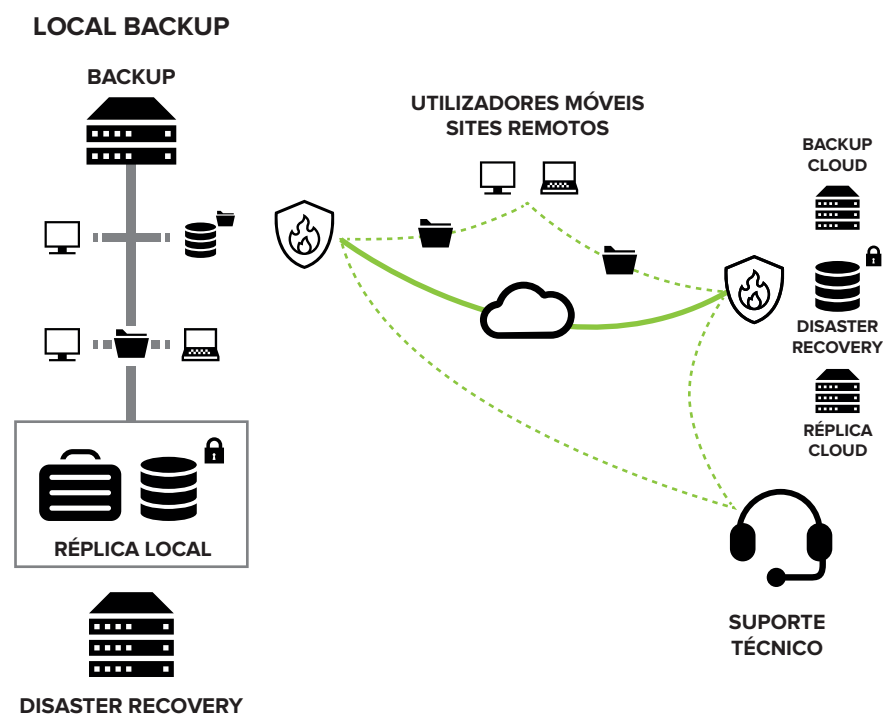 LOCAL BACKUP
BACKUP
RÉPLICA LOCAL
DISASTER RECOVERY
UTILIZADORES MÓVEIS
SITES REMOTOS
BACKUP
CLOUD
DISASTER
RECOVERY
RÉPLICA
CLOUD
SUPORTE
TÉCNICO